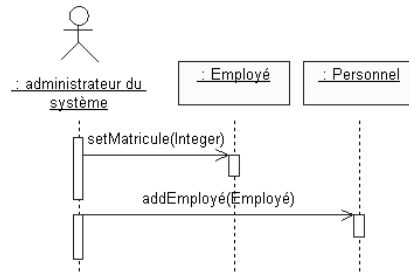 : administrateur du
système
: Employé
: Personnel
setMatricule(Integer)
addEmployé(Employé)